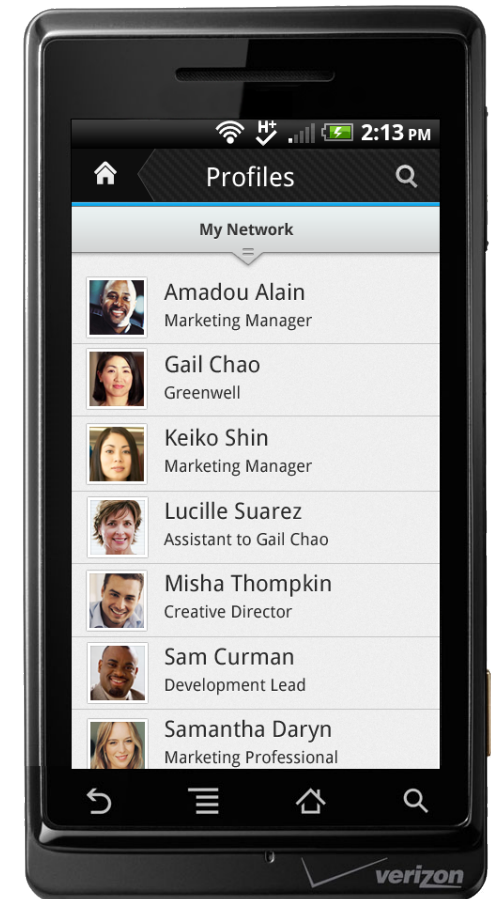 H+
2:13 PM
Profiles
My Network
Amadou Alain
Marketing Manager
Gail Chao
Greenwell
Keiko Shin
Marketing Manager
Lucille Suarez
Assistant to Gail Chao
Misha Thompkin
Creative Director
Sam Curman
Development Lead
Samantha Daryn
Marketing Professional
verizon